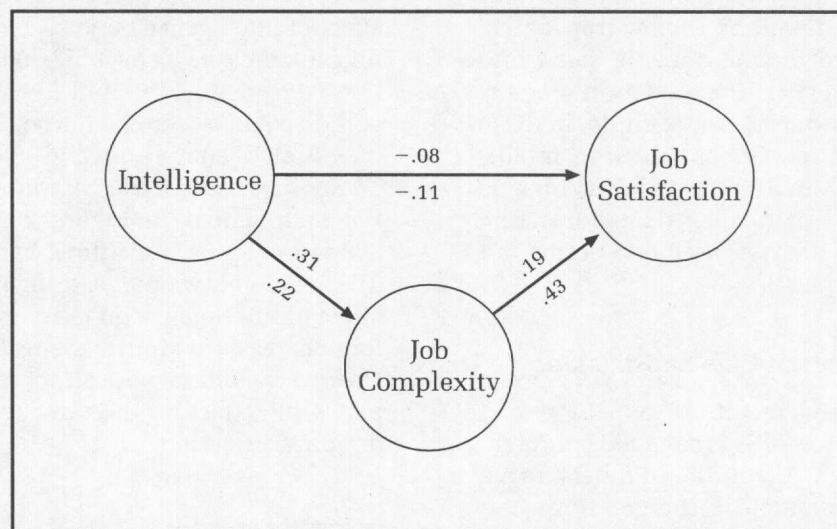 Intelligence
−.08
−.11
Job
Satisfaction
.31
.22
.19
.43
Job
Complexity